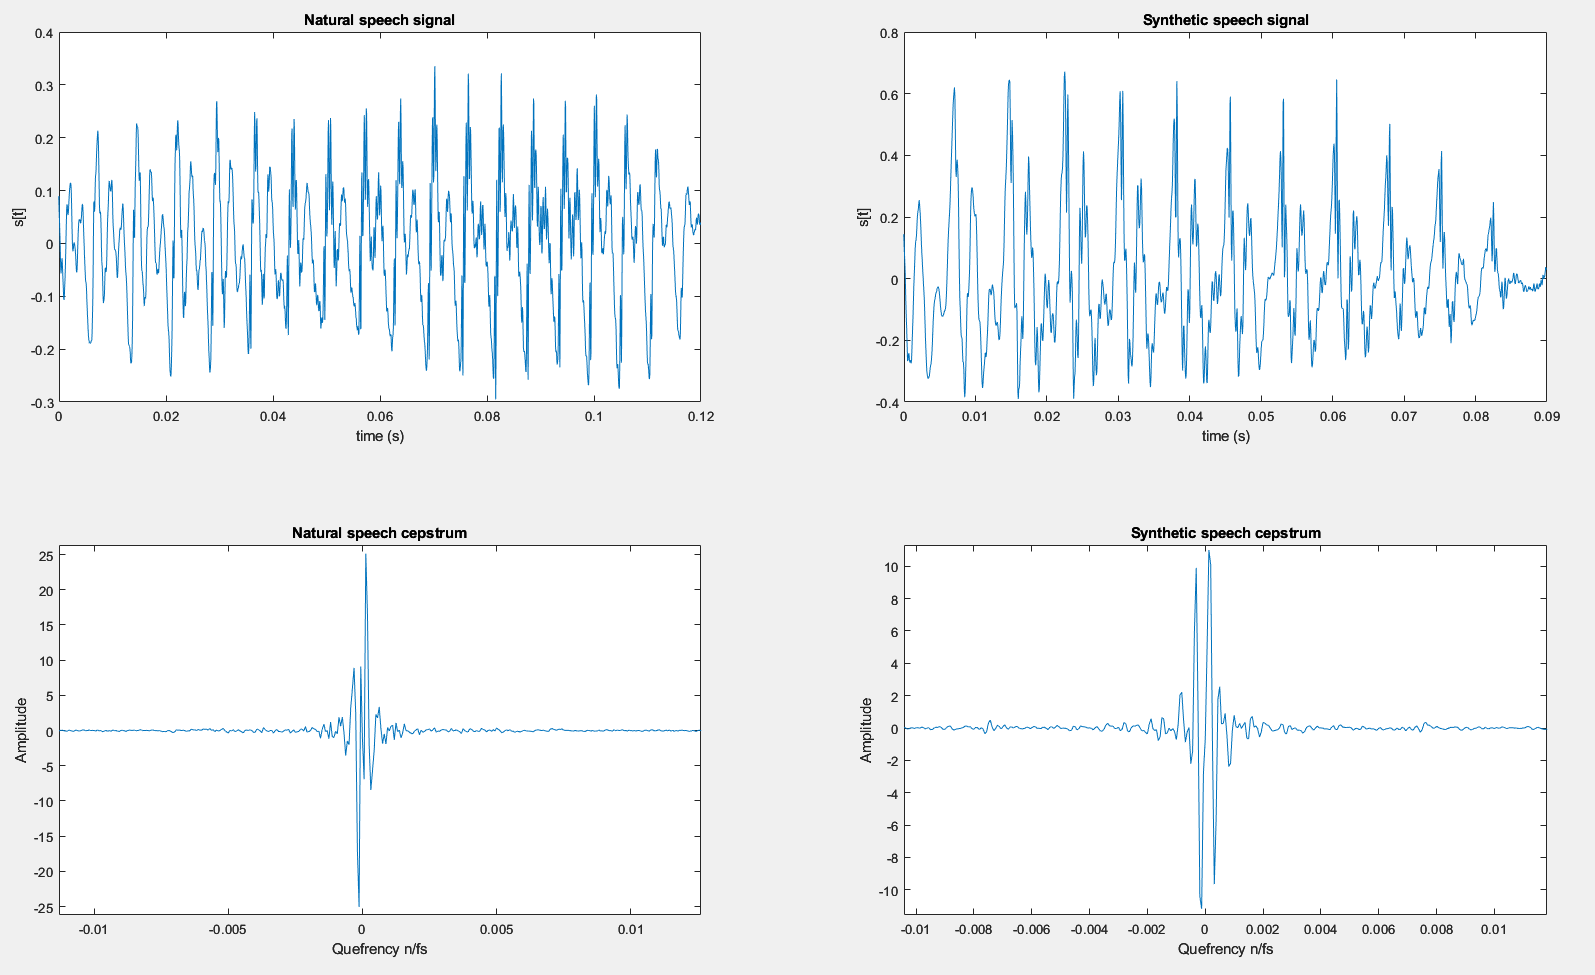 Natural speech signal
0.4
0.3
0.2
0.1
0
-0.1
-0.2
-0.3
s[t]
0 0.02 0.04 0.06 0.08 0.1 0.12
time (s)
Synthetic speech signal
0.8
0.6
0.4
0.2
0
-0.2
-0.4
s[t]
0 0.01 0.02 0.03 0.04 0.05 0.06 0.07 0.08 0.09
time (s)
Natural speech cepstrum
25
20
15
10
5
0
-5
-10
-15
-20
-25
Amplitude
-0.01 -0.005 0 0.005 0.01
Quefrency n/fs
Synthetic speech cepstrum
10
8
6
4
2
0
-2
-4
-6
-8
-10
Amplitude
-0.01 -0.008 -0.006 -0.004 -0.002 0 0.002 0.004 0.006 0.008 0.01
Quefrency n/fs